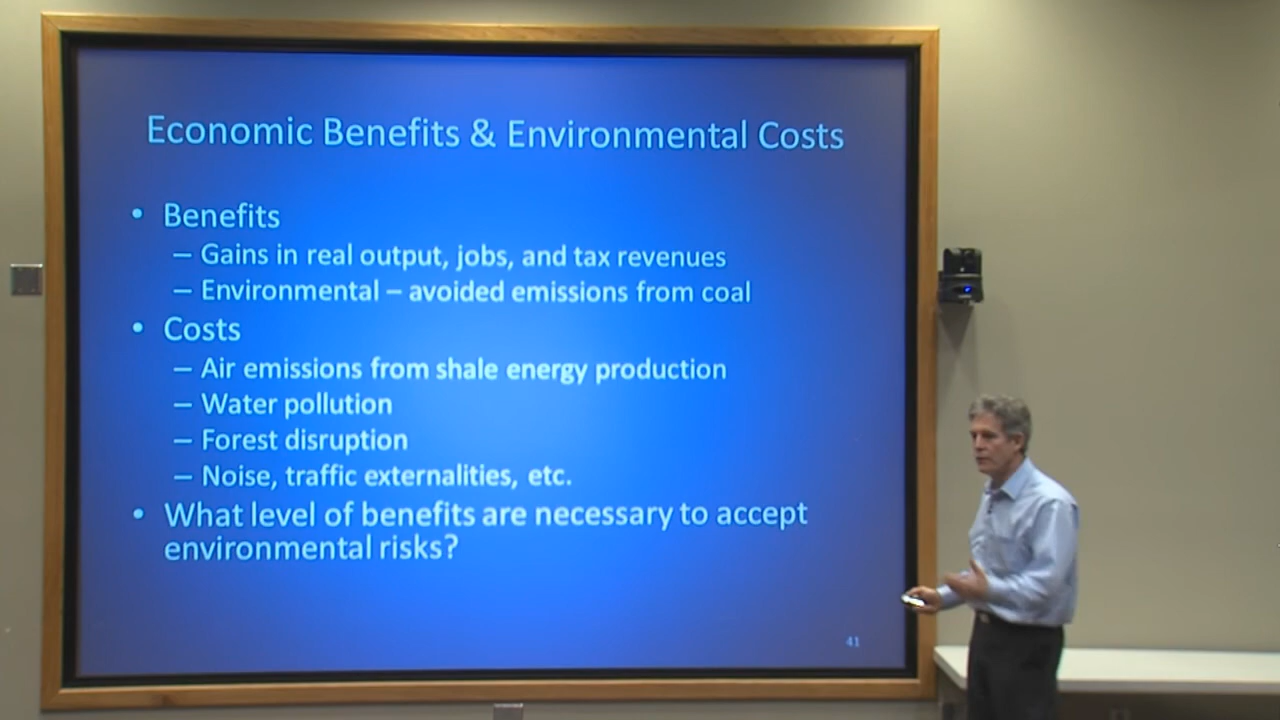 Economic Benefits & Environmental Costs
• Benefits
– Gains in real output, jobs, and tax revenues
– Environmental – avoided emissions from coal
• Costs
– Air emissions from shale energy production
– Water pollution
– Forest disruption
– Noise, traffic externalities, etc.
• What level of benefits are necessary to accept
environmental risks?
41